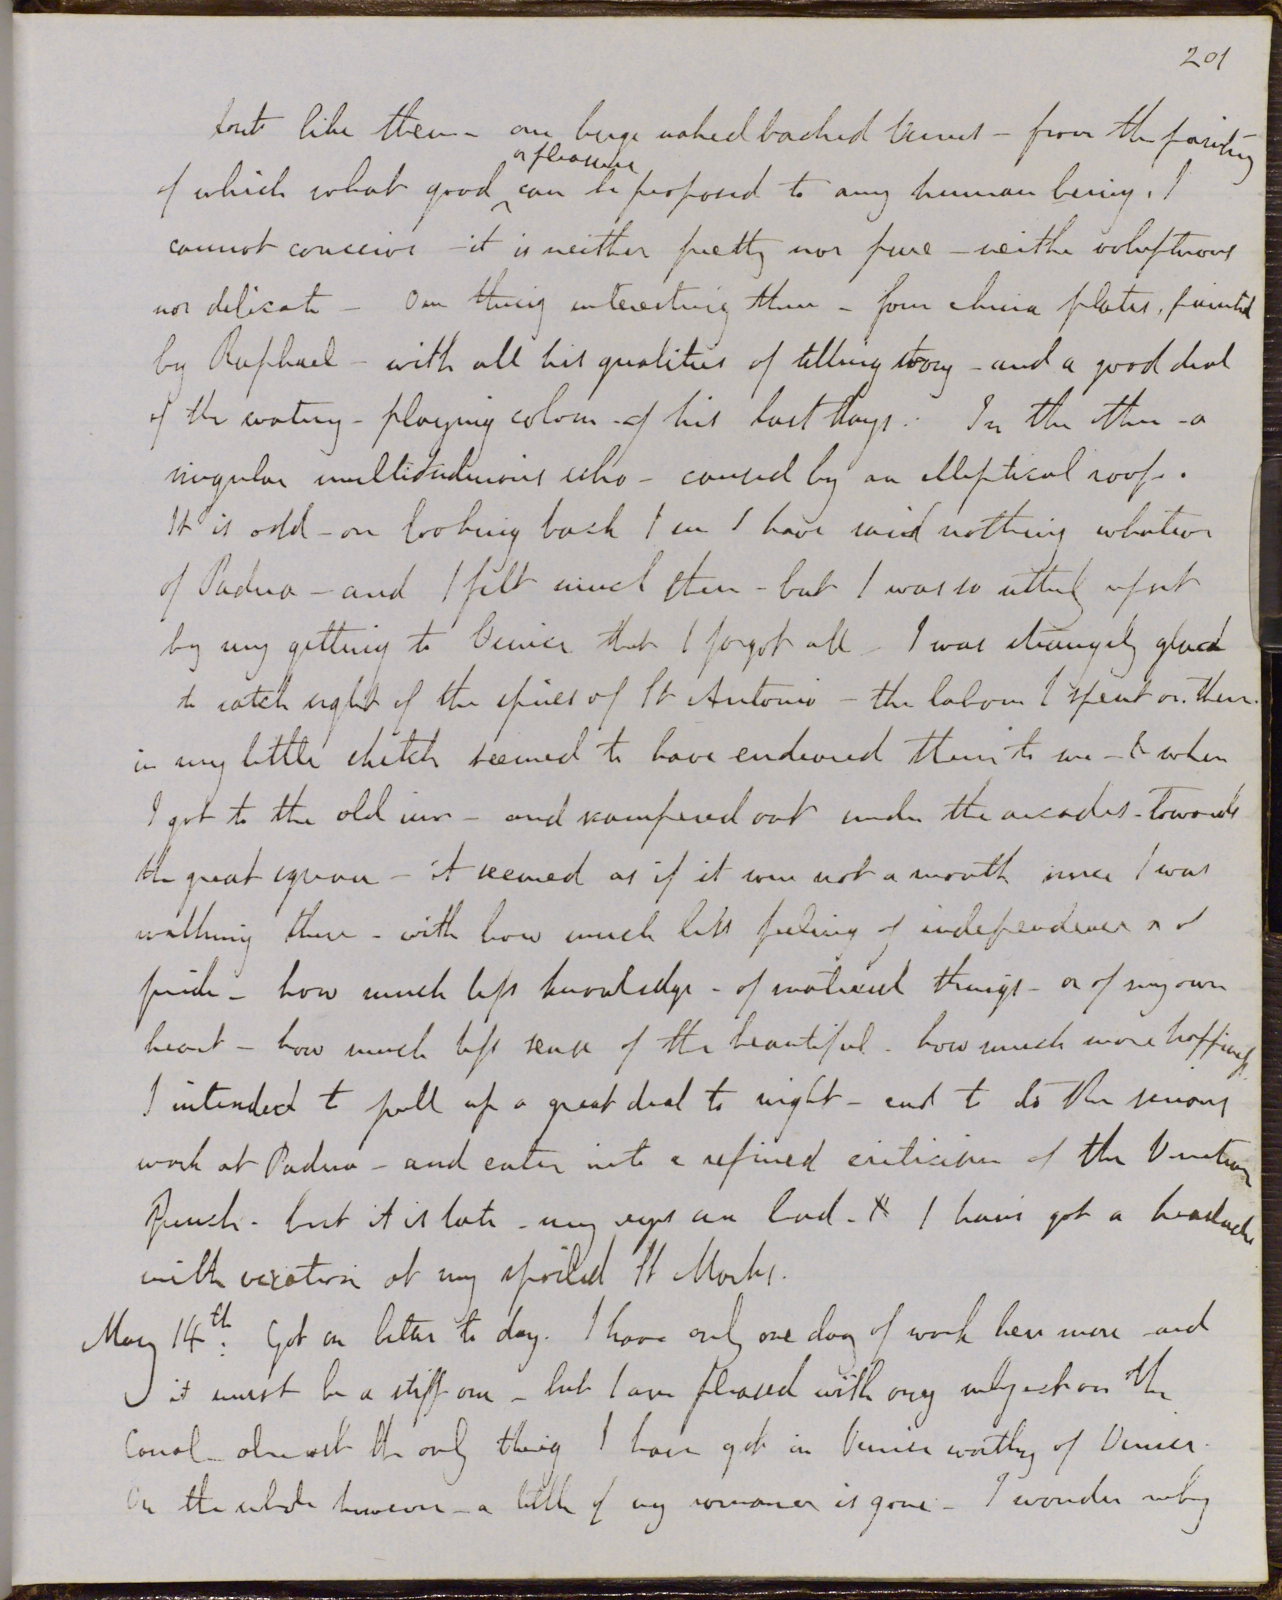 201
sorts like them - one large naked backed Venus - from the painting
or pleasure
of which what good ^ can be proposed to any human being, I
cannot conceive - it is neither pretty nor pure - neither voluptuous
nor delicate - One thing interesting there - four china plates, painted
by Raphael - with all his qualities of telling story - and a good deal
of the watery - playing colour - of his last days. In the other - a
singular multitudinous echo - caused by an elliptical roof.
It is odd - on looking back I see I have said nothing whatever
of Padua - and I felt much there - but I was so utterly upset
by my getting to Venice that I forgot all - I was strangely glad
to catch sight of the spires of St Antonio - the labour I spent on them
in my little sketch seemed to have endeared them to me - & when
I got to the old inn - and scampered out under the arcades - towards
the great square - it seemed as if it were not a month since I was
walking there - with how much less feeling of independence or of
pride - how much less knowledge - of material things - or of my own
heart - how much less sense of the beautiful - how much more happiness
I intended to pull up a great deal to night - and to do the serious
work at Padua - and enter into a refined criticism of the Venetian
Punch - but it is late - my eyes are bad - & I have got a headache
with vexation at my spoiled St Marks.
May 14th. Got on better to day. I have only one day of work here more and
it must be a stiff one - but I am pleased with my subject on the
Canal - almost the only thing I have got in Venice worthy of Venice.
On the whole however - a little of my romance is gone - I wonder why